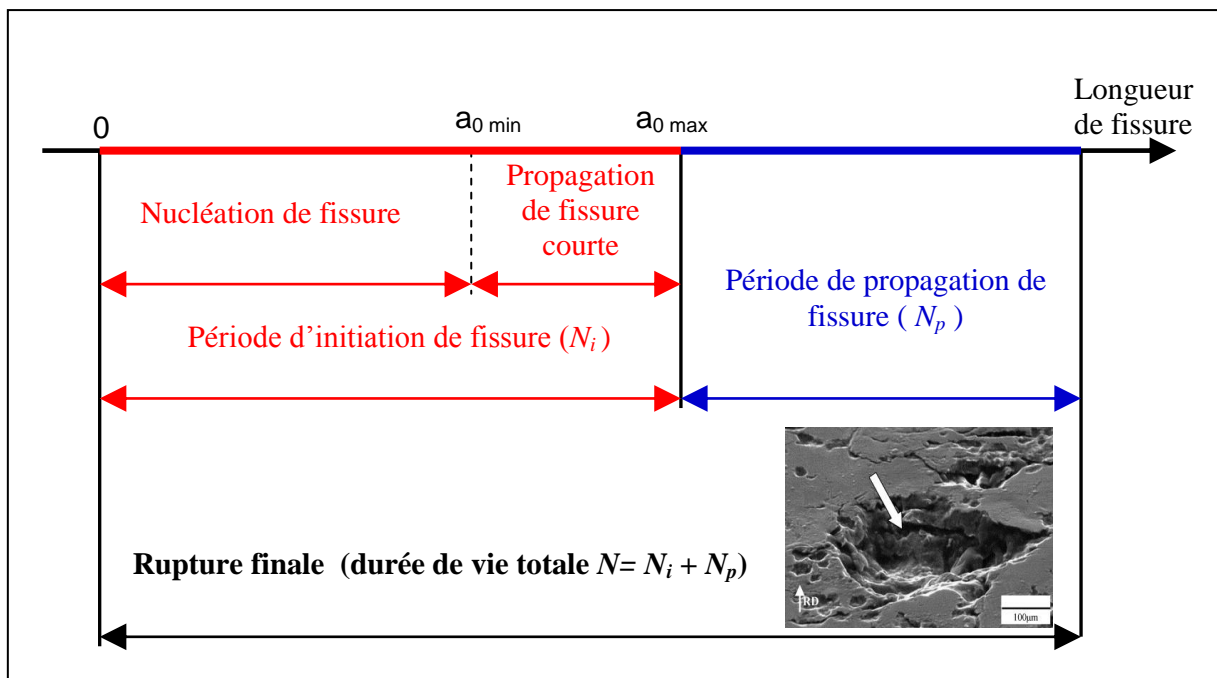 Longueur
de fissure
0
a0 min
a0 max
Nucléation de fissure
Propagation
de fissure
courte
Période de propagation de
fissure ( Np )
Période d’initiation de fissure (Ni )
Rupture finale (durée de vie totale N= Ni + Np)
RD
100µm